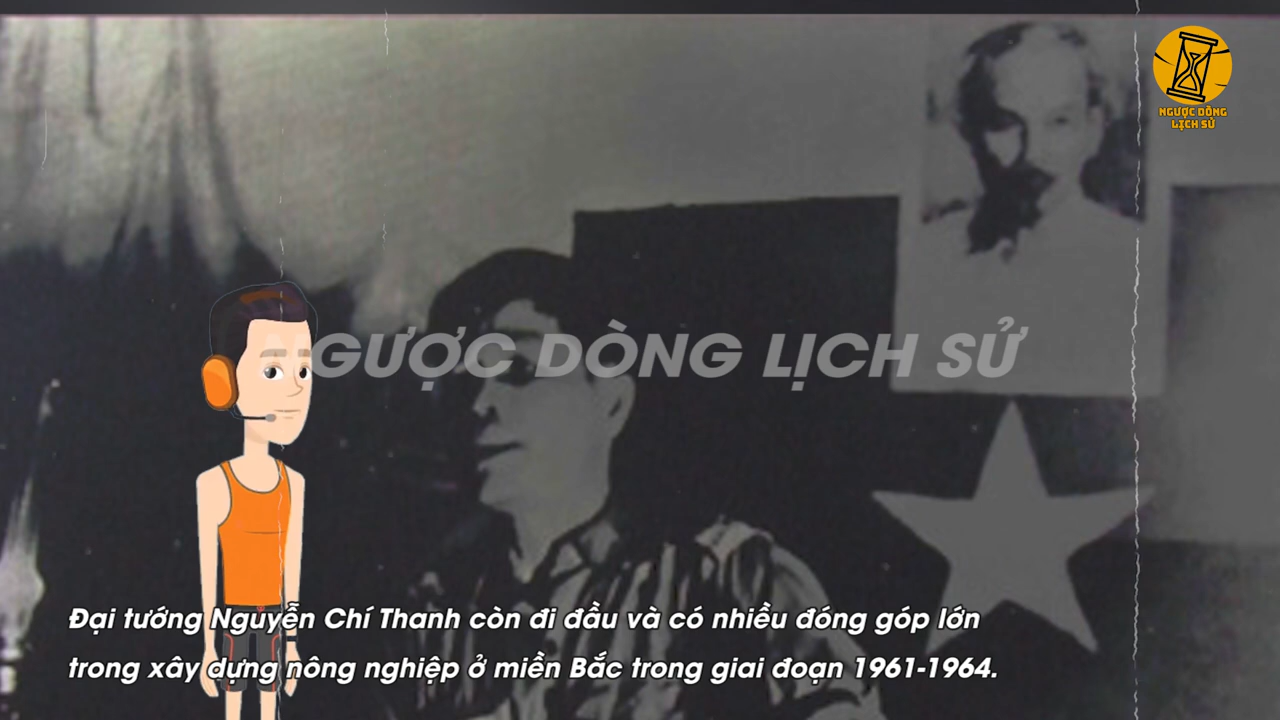 NGƯỢC DÒNG
LỊCH SỬ
NGƯỢC DÒNG LỊCH SỬ
Đại tướng Nguyễn Chí Thanh còn đi đầu và có nhiều đóng góp lớn
trong xây dựng nông nghiệp ở miền Bắc trong giai đoạn 1961-1964.